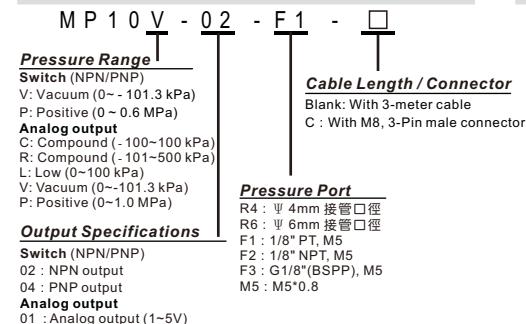 MP10V - 02 - F1 - □
Pressure Range
Switch (NPN/PNP)
V: Vacuum (0~ - 101.3 kPa)
P: Positive (0 ~ 0.6 MPa)
Analog output
C: Compound ( - 100~100 kPa)
R: Compound ( - 101~500 kPa)
L: Low (0~100 kPa)
V: Vacuum (0~-101.3 kPa)
P: Positive (0~1.0 MPa)
Output Specifications
Switch (NPN/PNP)
02 : NPN output
04 : PNP output
Analog output
01 : Analog output (1~5V)
Pressure Port
R4 : Ψ 4mm 接管口徑
R6 : Ψ 6mm 接管口徑
F1 : 1/8" PT, M5
F2 : 1/8" NPT, M5
F3 : G1/8"(BSPP), M5
M5 : M5*0.8
Cable Length / Connector
Blank: With 3-meter cable
C : With M8, 3-Pin male connector